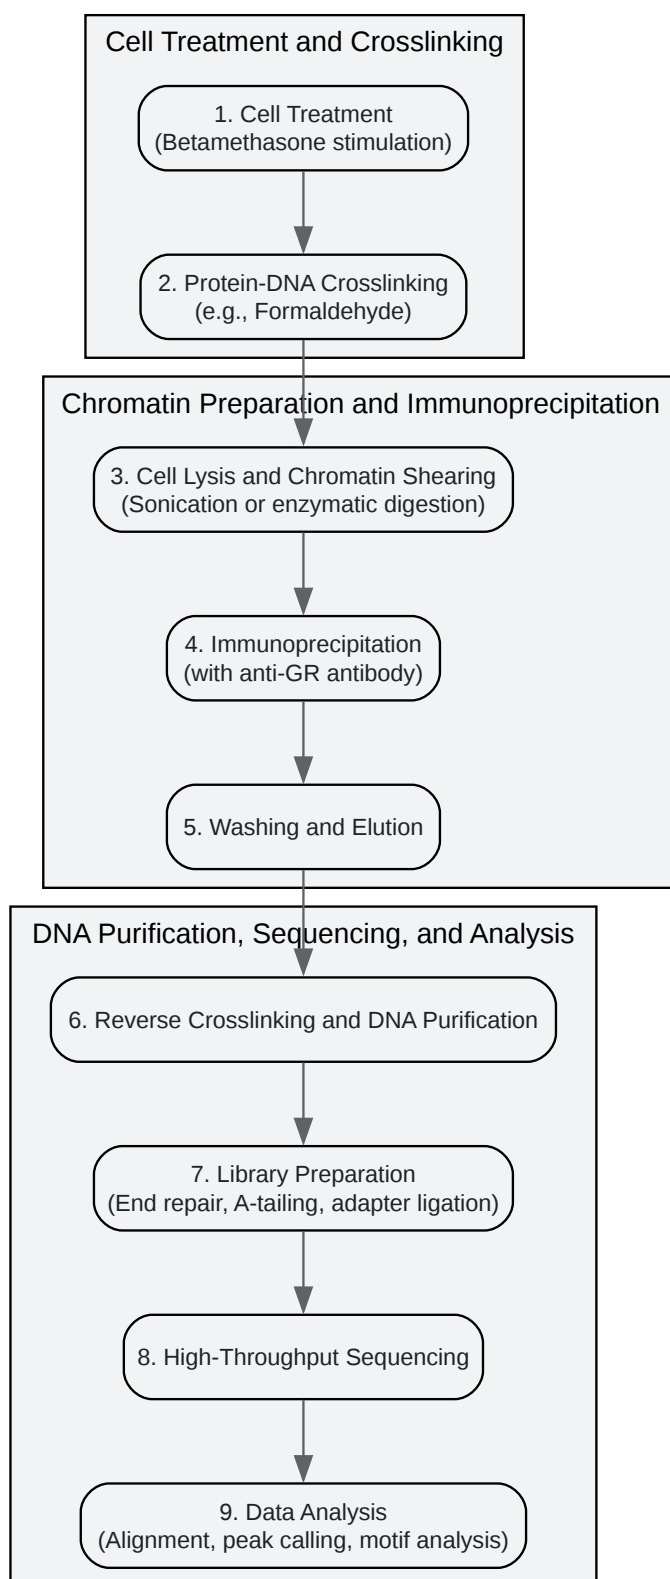 Cell Treatment and Crosslinking
1. Cell Treatment
(Betamethasone stimulation)
2. Protein-DNA Crosslinking
(e.g., Formaldehyde)
Chromatin Preparation and Immunoprecipitation
3. Cell Lysis and Chromatin Shearing
(Sonication or enzymatic digestion)
4. Immunoprecipitation
(with anti-GR antibody)
5. Washing and Elution
DNA Purification, Sequencing, and Analysis
6. Reverse Crosslinking and DNA Purification
7. Library Preparation
(End repair, A-tailing, adapter ligation)
8. High-Throughput Sequencing
9. Data Analysis
(Alignment, peak calling, motif analysis)